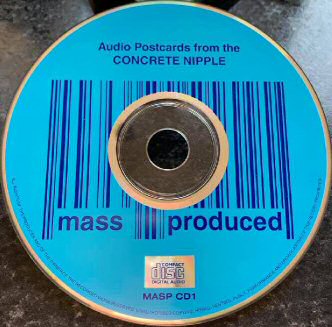 Audio Postcards from the
CONCRETE NIPPLE
mass produced
COMPACT
disc
DIGITAL AUDIO
MASP CD1